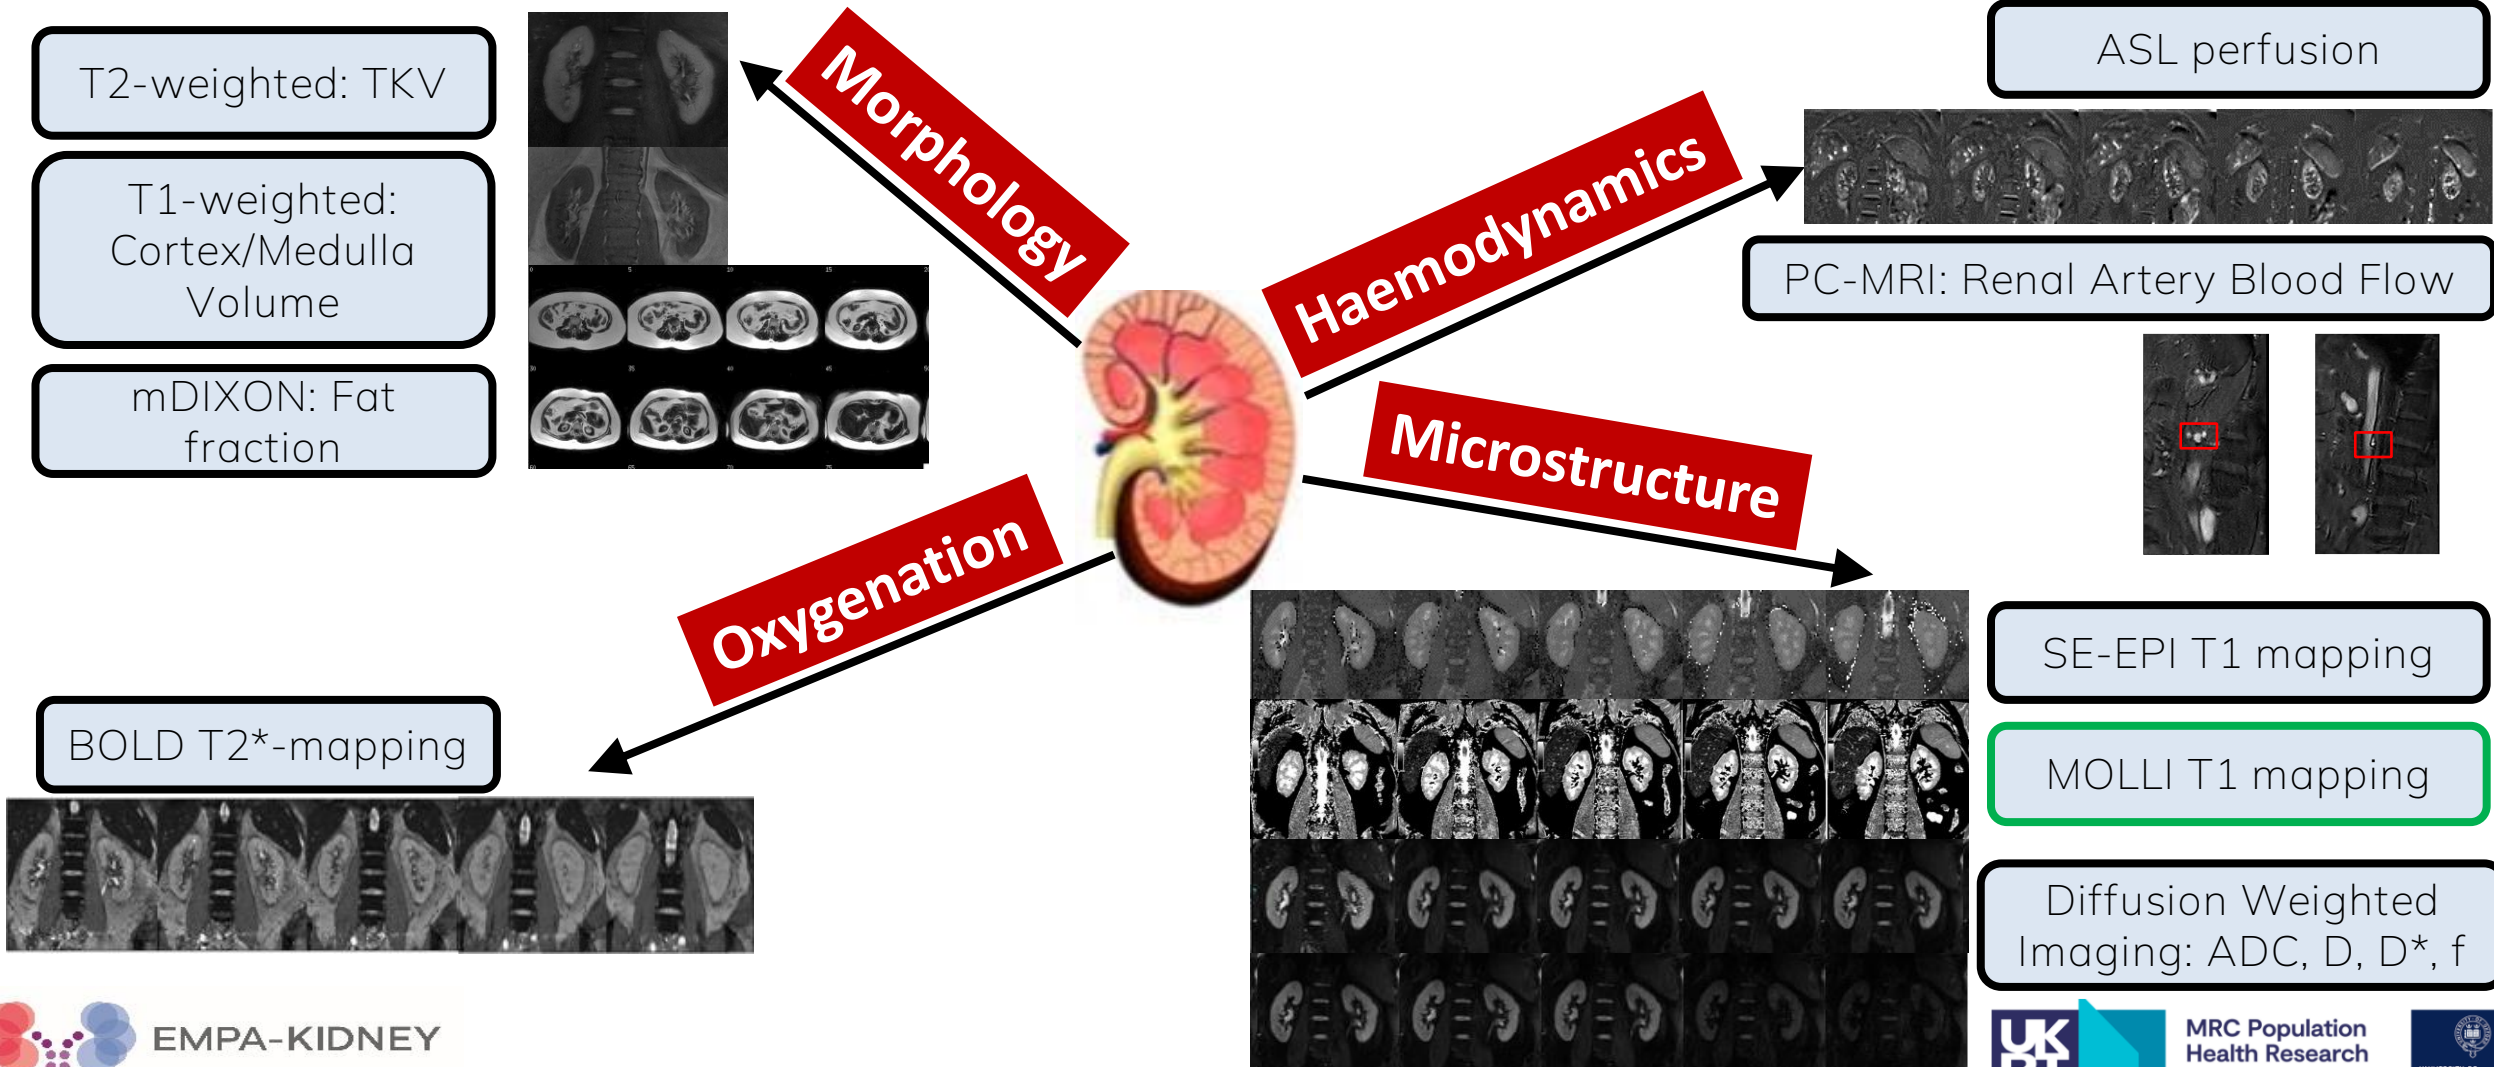 T2-weighted: TKV
T1-weighted:
Cortex/Medulla
Volume
mDIXON: Fat
fraction
Morphology
Haemodynamics
ASL perfusion
PC-MRI: Renal Artery Blood Flow
Microstructure
Oxygenation
BOLD T2*-mapping
SE-EPI T1 mapping
MOLLI T1 mapping
Diffusion Weighted
Imaging: ADC, D, D*, f
EMPA-KIDNEY
UK
MRC Population
Health Research